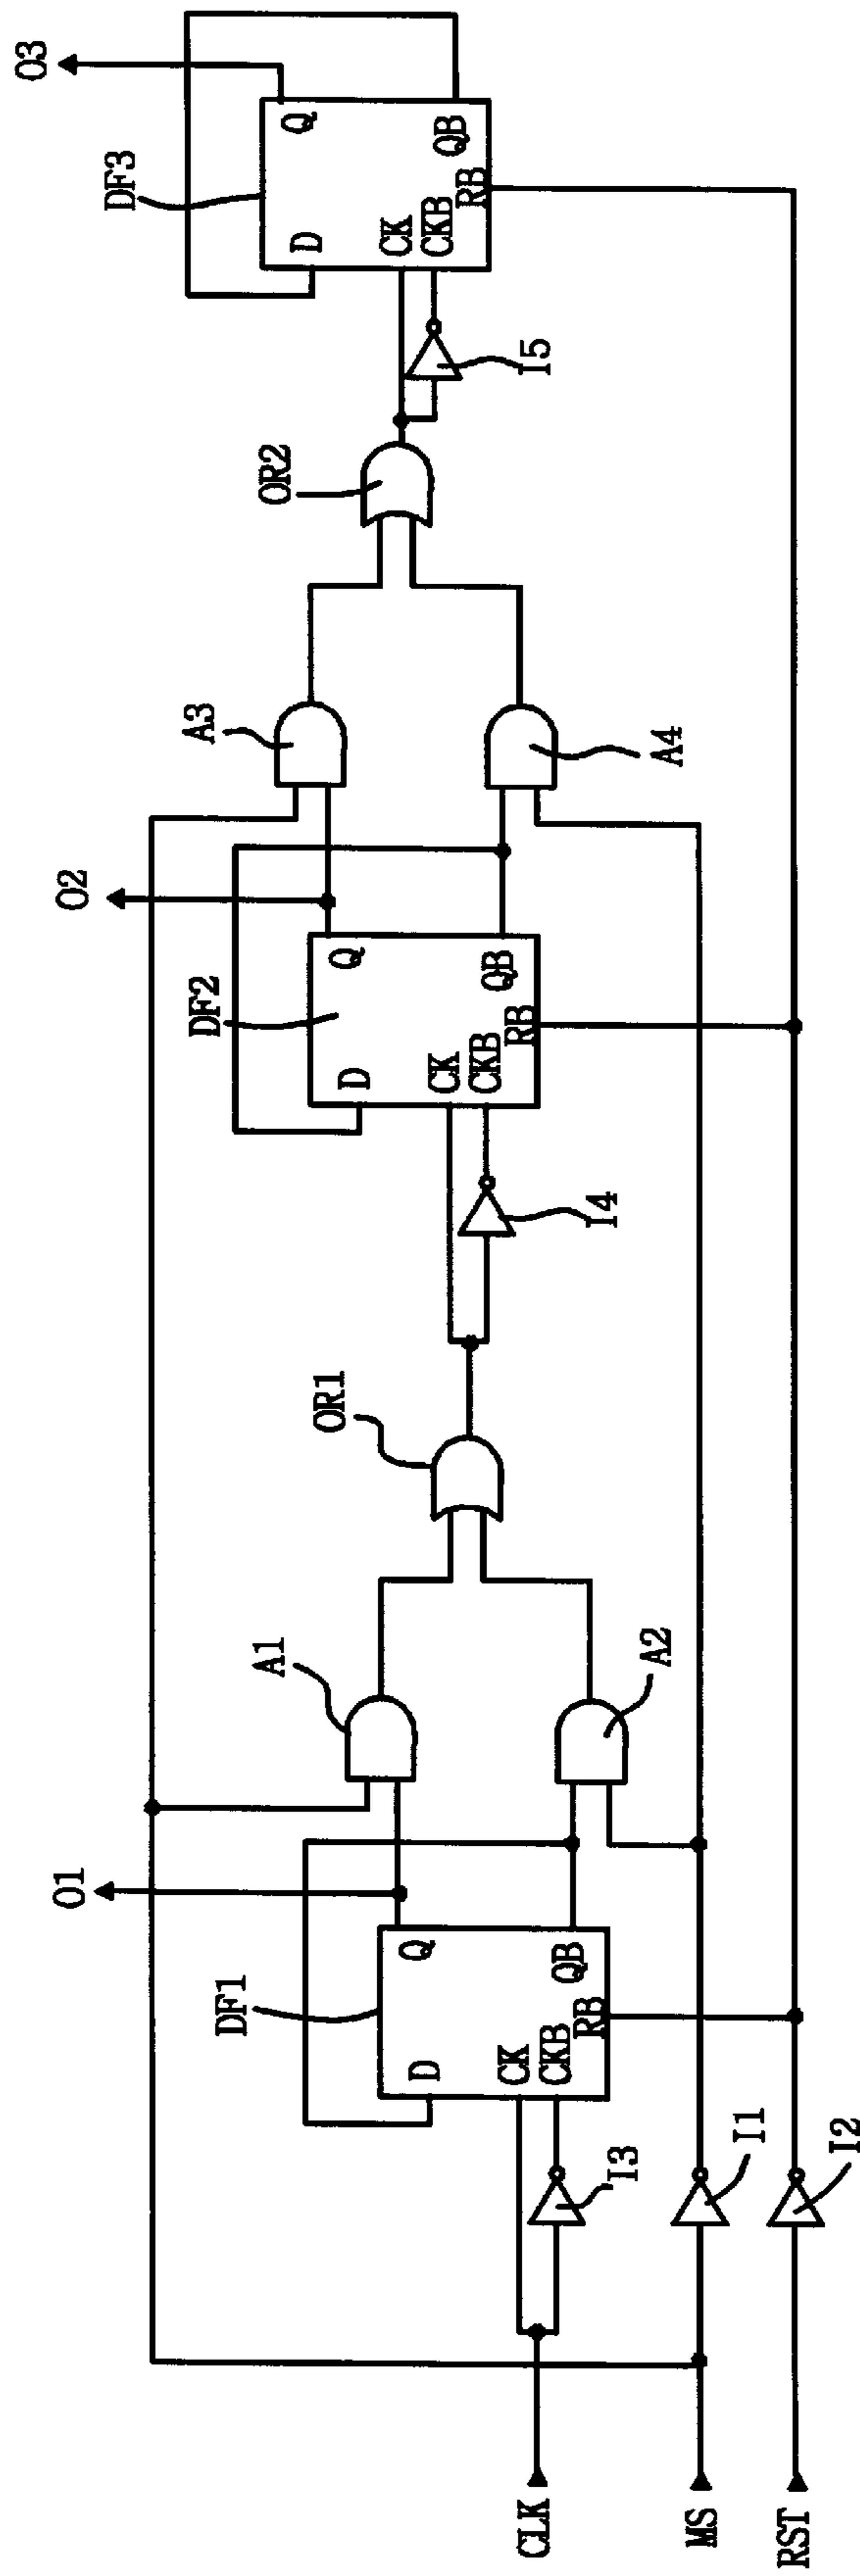 O1
O2
O3
DF1
DF2
DF3
D
Q
CK
CKB
QB
RB
D
Q
CK
CKB
QB
RB
D
Q
CK
CKB
QB
RB
A1
A2
A3
A4
OR1
OR2
I3
I4
I5
I1
I2
CLK
MS
RST